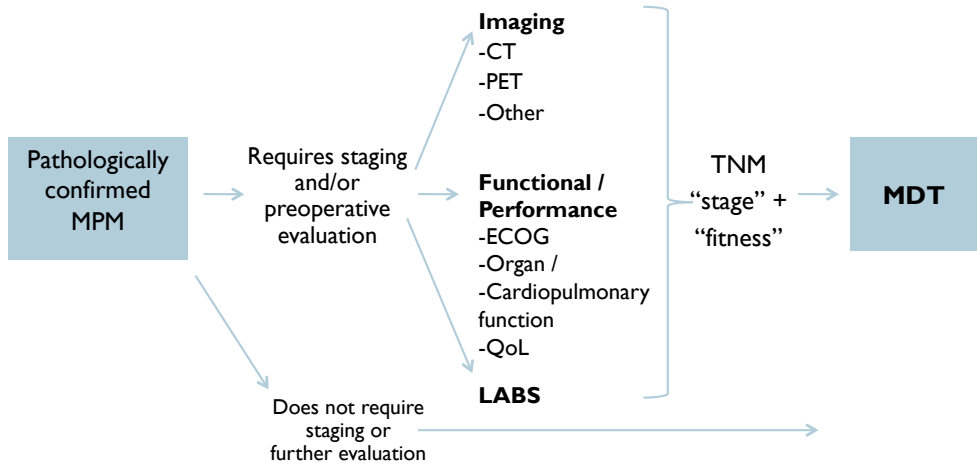 Pathologically
confirmed
MPM
Requires staging
and/or
preoperative
evaluation
Imaging
-CT
-PET
-Other
Functional /
Performance
-ECOG
-Organ /
-Cardiopulmonary
function
-QoL
LABS
TNM
“stage” +
“fitness”
MDT
Does not require
staging or
further evaluation